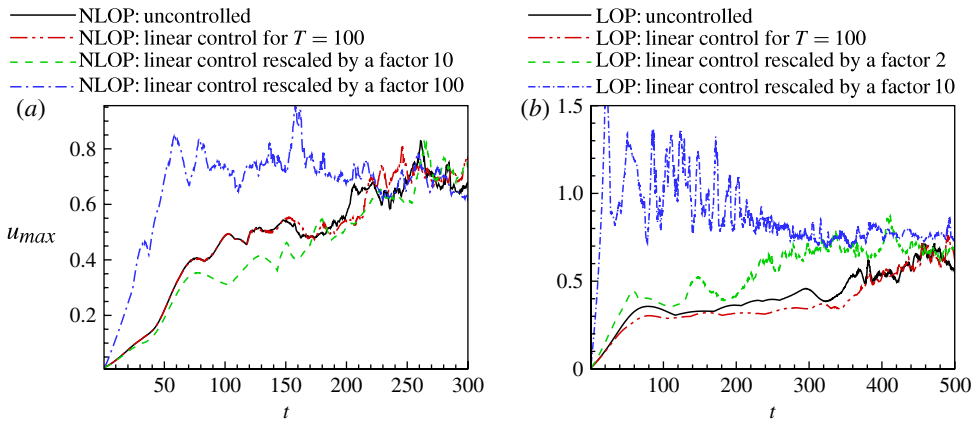 NLOP: uncontrolled
NLOP: linear control for T = 100
NLOP: linear control rescaled by a factor 10
NLOP: linear control rescaled by a factor 100
LOP: uncontrolled
LOP: linear control for T = 100
LOP: linear control rescaled by a factor 2
LOP: linear control rescaled by a factor 10
(a)
0.8
0.6
u_max
0.4
0.2
50 100 150 200 250 300
t
(b)
1.5
1.0
0.5
0
100 200 300 400 500
t